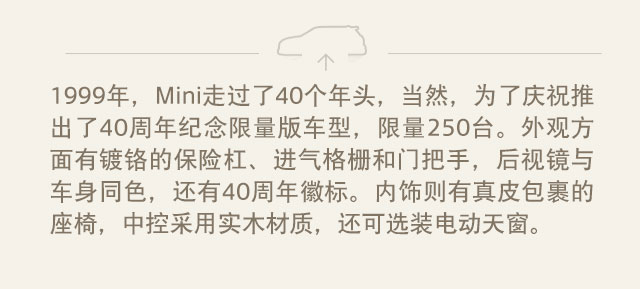 1999年，Mini走过了40个年头，当然，为了庆祝推
出了40周年纪念限量版车型，限量250台。外观方
面有镀铬的保险杠、进气格栅和门把手，后视镜与
车身同色，还有40周年徽标。内饰则有真皮包裹的
座椅，中控采用实木材质，还可选装电动天窗。